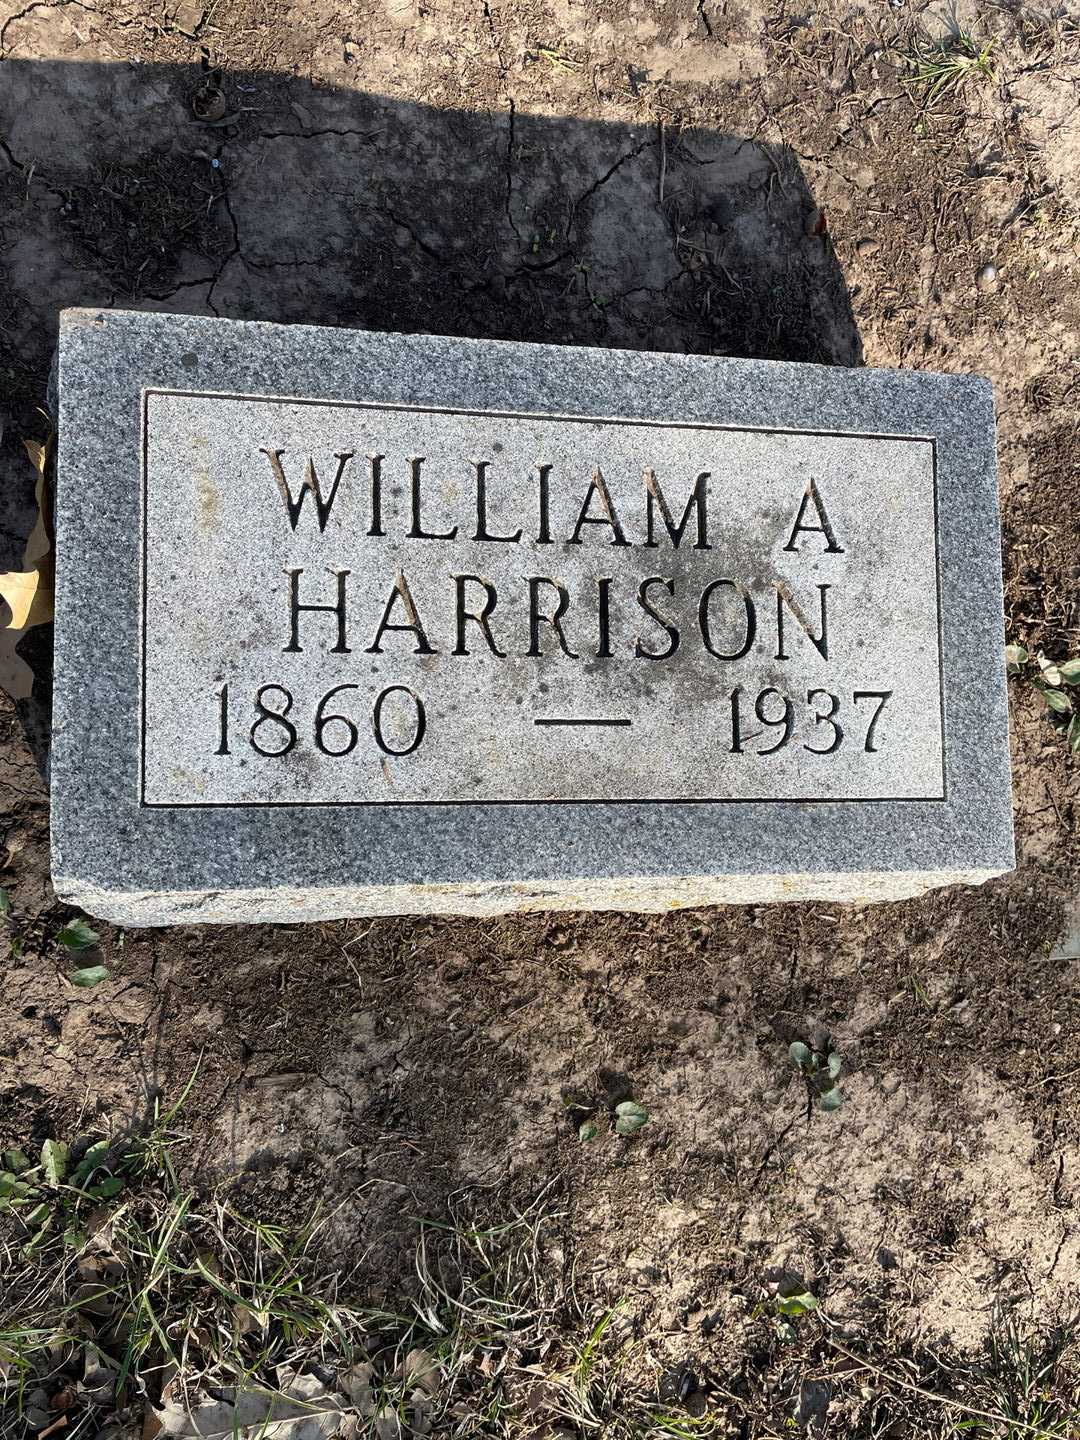 WILLIAM A
HARRISON
1860 — 1937